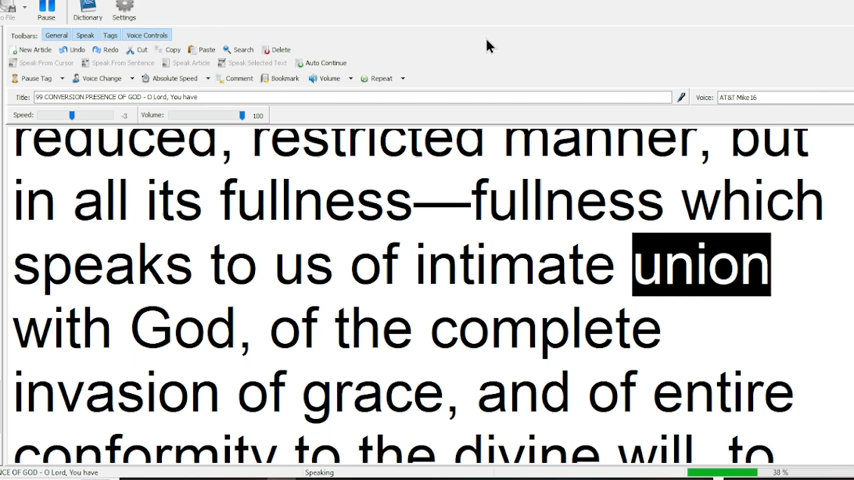 o File Pause Dictionary Settings
Toolbars: General Speak Tags Voice Controls
New Article Undo Redo Cut Copy Paste Search Delete
Speak From Cursor Speak From Sentence Speak Article Speak Selected Text Auto Continue
Pause Tag Voice Change Absolute Speed Comment Bookmark Volume Repeat
Title: 99 CONVERSION PRESENCE OF GOD - O Lord, You have Voice: AT&T Mike16
Speed: -3 Volume: 100
reduced, restricted manner, but
in all its fullness—fullness which
speaks to us of intimate union
with God, of the complete
invasion of grace, and of entire
conformity to the divine will, to
CE OF GOD - O Lord, You have Speaking 38 %